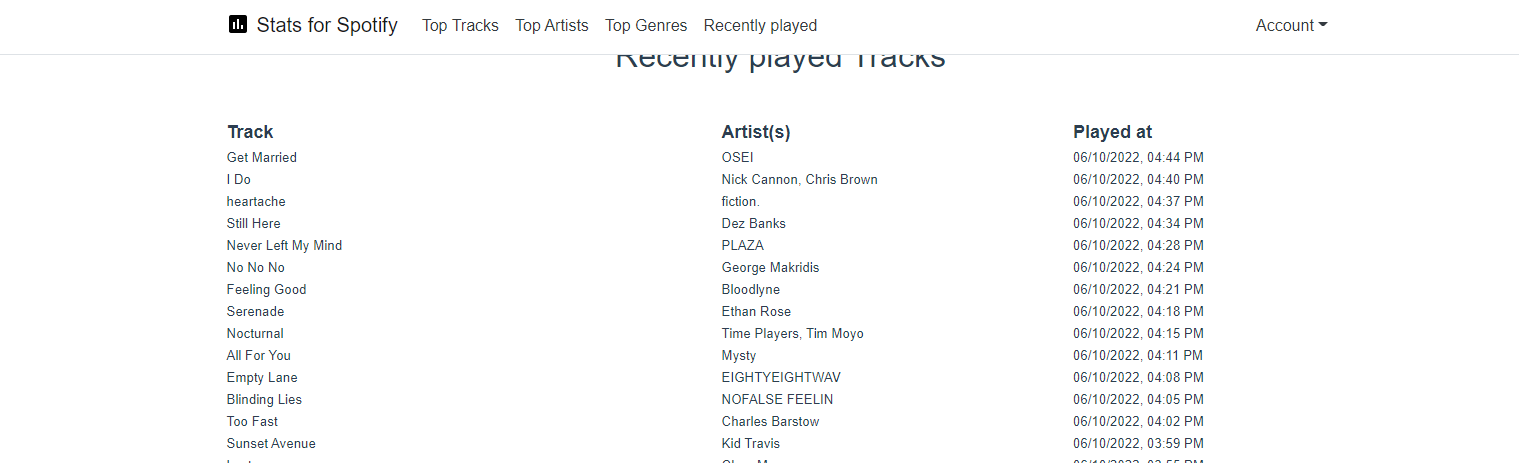 Stats for Spotify Top Tracks Top Artists Top Genres Recently played Account
Recently played Tracks
Track Artist(s) Played at
Get Married OSEI 06/10/2022, 04:44 PM
I Do Nick Cannon, Chris Brown 06/10/2022, 04:40 PM
heartache fiction. 06/10/2022, 04:37 PM
Still Here Dez Banks 06/10/2022, 04:34 PM
Never Left My Mind PLAZA 06/10/2022, 04:28 PM
No No No George Makridis 06/10/2022, 04:24 PM
Feeling Good Bloodlyne 06/10/2022, 04:21 PM
Serenade Ethan Rose 06/10/2022, 04:18 PM
Nocturnal Time Players, Tim Moyo 06/10/2022, 04:15 PM
All For You Mysty 06/10/2022, 04:11 PM
Empty Lane EIGHTYEIGHTWAV 06/10/2022, 04:08 PM
Blinding Lies NOFALSE FEELIN 06/10/2022, 04:05 PM
Too Fast Charles Barstow 06/10/2022, 04:02 PM
Sunset Avenue Kid Travis 06/10/2022, 03:59 PM